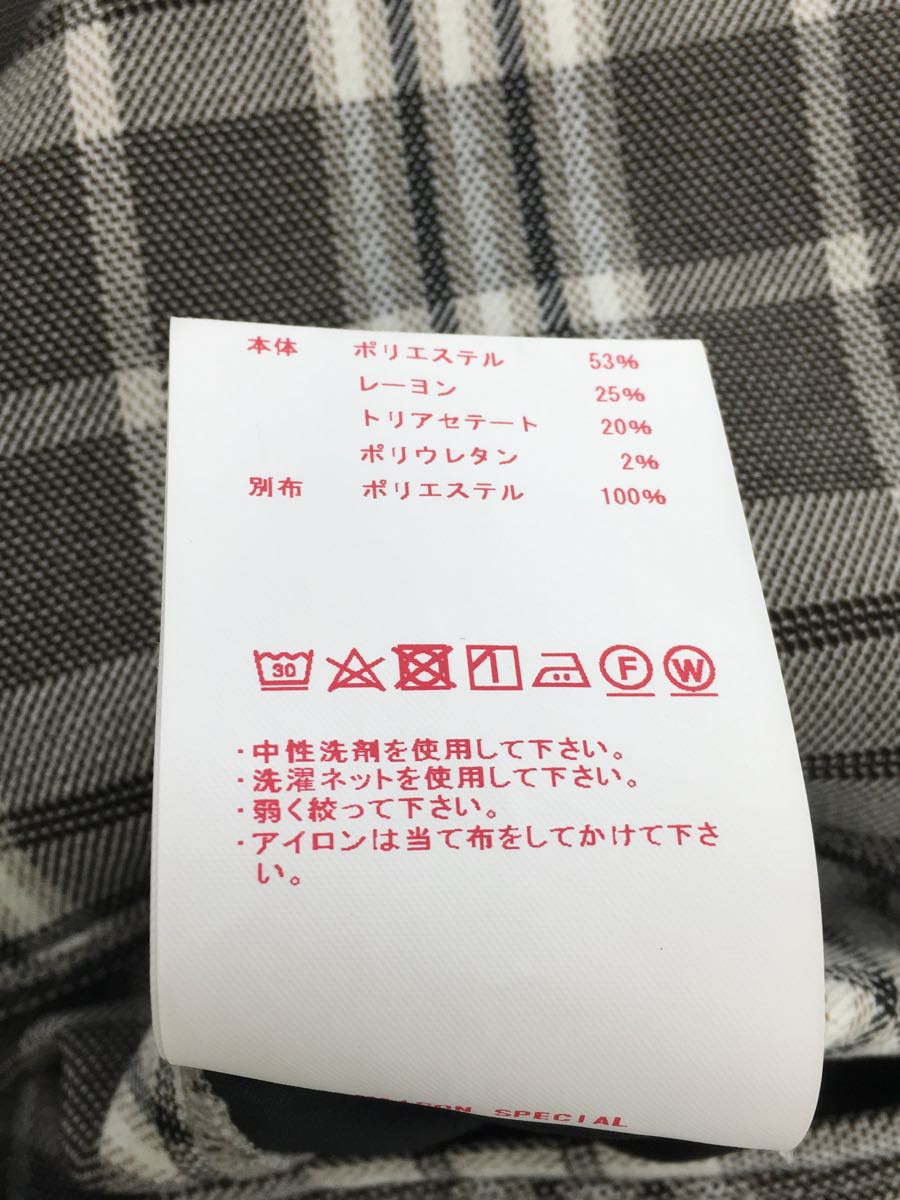 本体 ポリエステル 53%
レーヨン 25%
トリアセテート 20%
ポリウレタン 2%
別布 ポリエステル 100%
30 F W
・中性洗剤を使用して下さい。
・洗濯ネットを使用して下さい。
・弱く絞って下さい。
・アイロンは当て布をしてかけて下さ
い。
SPECIAL